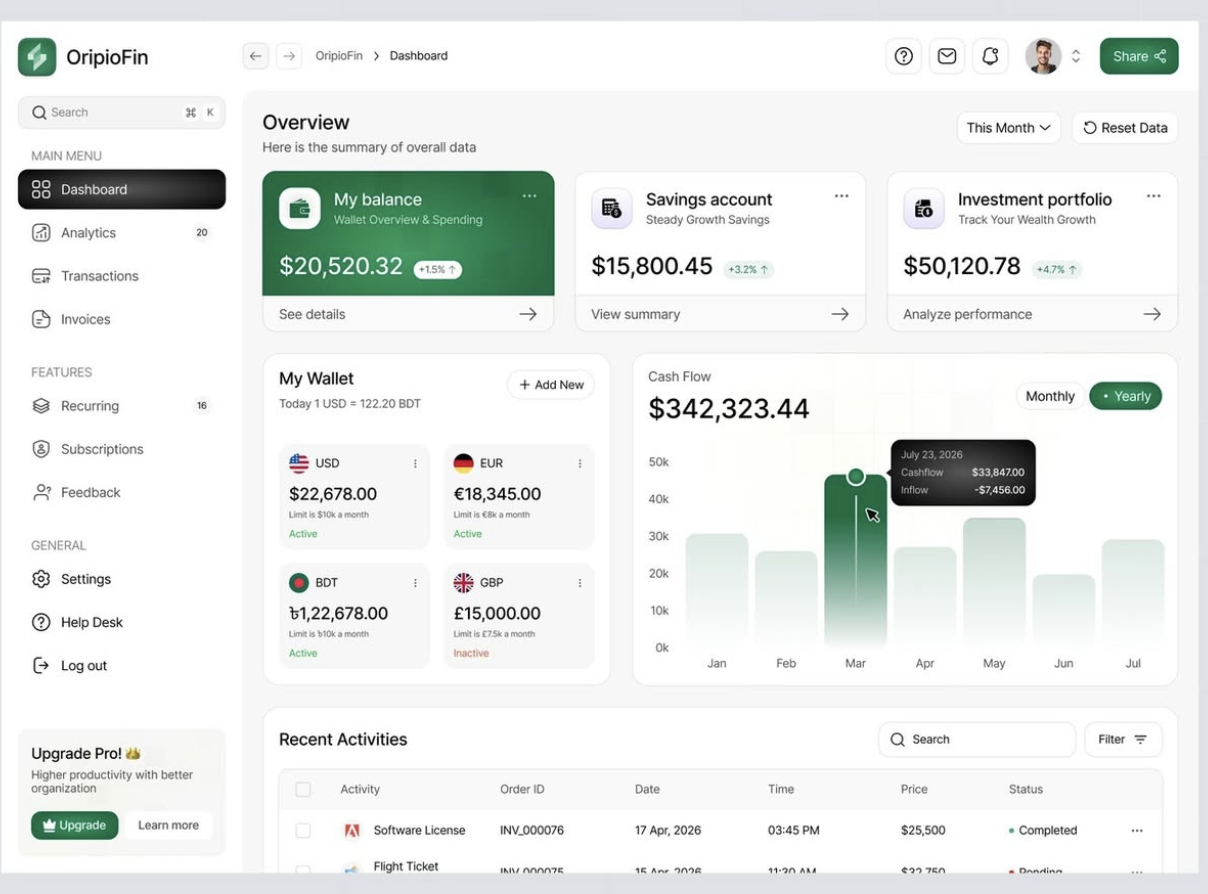 OripioFin
OripioFin > Dashboard
Share
Search ⌘ K
MAIN MENU
Dashboard
Analytics 20
Transactions
Invoices
FEATURES
Recurring 16
Subscriptions
Feedback
GENERAL
Settings
Help Desk
Log out
Upgrade Pro!
Higher productivity with better
organization
Upgrade
Learn more
Overview
Here is the summary of overall data
This Month
Reset Data
My balance
Wallet Overview & Spending
$20,520.32 +1.5% ↑
See details
Savings account
Steady Growth Savings
$15,800.45 +3.2% ↑
View summary
Investment portfolio
Track Your Wealth Growth
$50,120.78 +4.7% ↑
Analyze performance
My Wallet
+ Add New
Today 1 USD = 122.20 BDT
USD
$22,678.00
Limit is $10k a month
Active
EUR
€18,345.00
Limit is €8k a month
Active
BDT
৳1,22,678.00
Limit is ৳10k a month
Active
GBP
£15,000.00
Limit is £7.5k a month
Inactive
Cash Flow
$342,323.44
Monthly
• Yearly
50k
40k
30k
20k
10k
0k
July 23, 2026
Cashflow $33,847.00
Inflow -$7,456.00
Jan Feb Mar Apr May Jun Jul
Recent Activities
Search
Filter
Activity Order ID Date Time Price Status
Software License INV_000076 17 Apr, 2026 03:45 PM $25,500 Completed
Flight Ticket INV_000075 15 Apr, 2026 11:30 AM $32,750 Pending